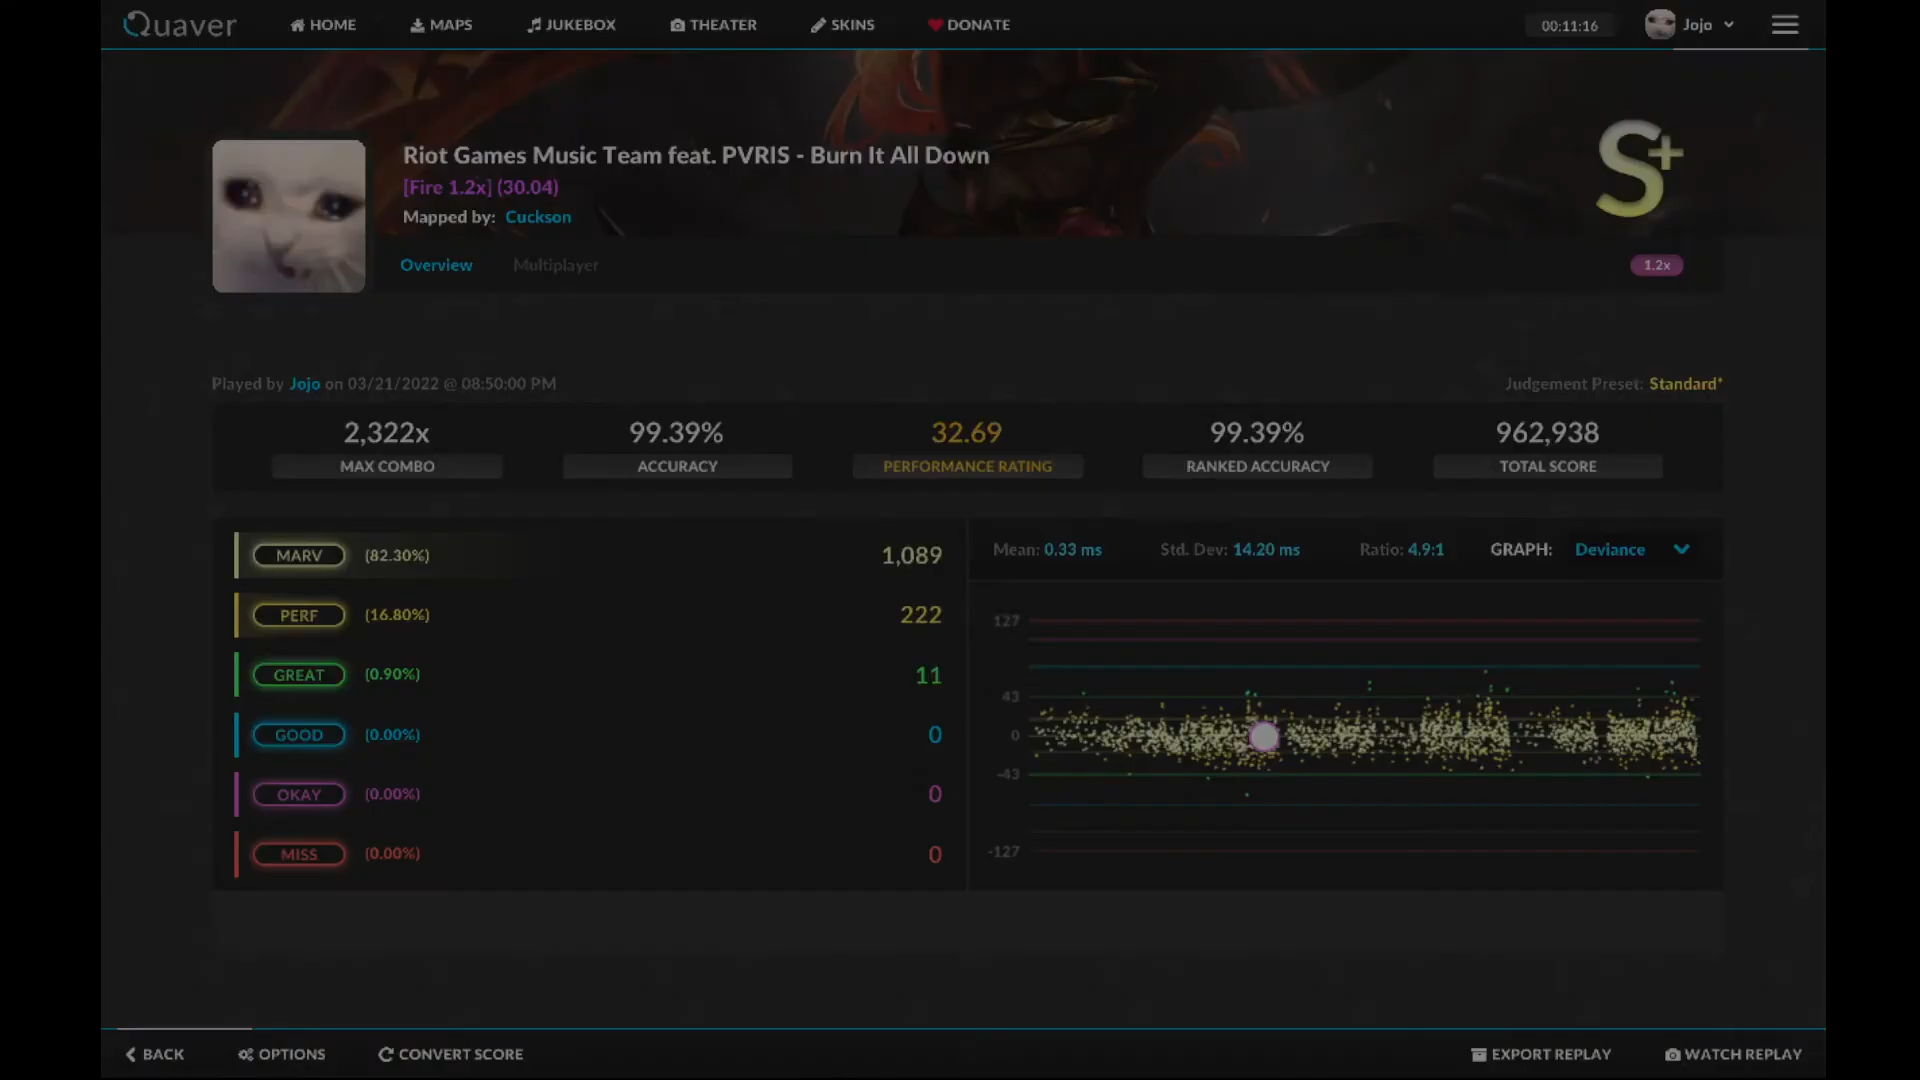 Quaver HOME MAPS JUKEBOX THEATER SKINS DONATE 00:11:16 Jojo
Riot Games Music Team feat. PVRIS - Burn It All Down
[Fire 1.2x] (30.04)
Mapped by: Cuckson
S+
Overview Multiplayer
1.2x
Played by Jojo on 03/21/2022 @ 08:50:00 PM
Judgement Preset: Standard*
2,322x 99.39% 32.69 99.39% 962,938
MAX COMBO ACCURACY PERFORMANCE RATING RANKED ACCURACY TOTAL SCORE
MARV (82.30%) 1,089
PERF (16.80%) 222
GREAT (0.90%) 11
GOOD (0.00%) 0
OKAY (0.00%) 0
MISS (0.00%) 0
Mean: 0.33 ms Std. Dev: 14.20 ms Ratio: 4.9:1 GRAPH: Deviance
127
43
0
-43
-127
BACK OPTIONS CONVERT SCORE EXPORT REPLAY WATCH REPLAY